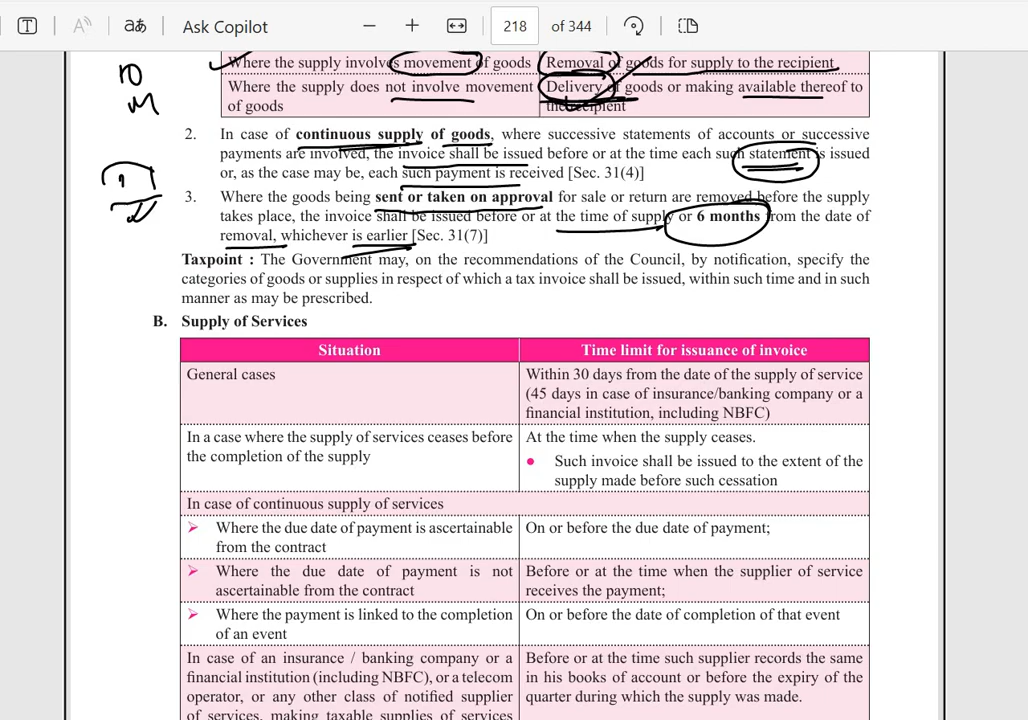 Ask Copilot
218 of 344
Where the supply involves movement of goods
Removal of goods for supply to the recipient
Where the supply does not involve movement of goods
Delivery of goods or making available thereof to the recipient
2. In case of continuous supply of goods, where successive statements of accounts or successive
payments are involved, the invoice shall be issued before or at the time each such statement is issued
or, as the case may be, each such payment is received [Sec. 31(4)]
3. Where the goods being sent or taken on approval for sale or return are removed before the supply
takes place, the invoice shall be issued before or at the time of supply or 6 months from the date of
removal, whichever is earlier [Sec. 31(7)]
Taxpoint : The Government may, on the recommendations of the Council, by notification, specify the
categories of goods or supplies in respect of which a tax invoice shall be issued, within such time and in such
manner as may be prescribed.
B. Supply of Services
Situation
Time limit for issuance of invoice
General cases
Within 30 days from the date of the supply of service
(45 days in case of insurance/banking company or a
financial institution, including NBFC)
In a case where the supply of services ceases before
the completion of the supply
At the time when the supply ceases.
• Such invoice shall be issued to the extent of the
supply made before such cessation
In case of continuous supply of services
➢ Where the due date of payment is ascertainable
from the contract
On or before the due date of payment;
➢ Where the due date of payment is not
ascertainable from the contract
Before or at the time when the supplier of service
receives the payment;
➢ Where the payment is linked to the completion
of an event
On or before the date of completion of that event
In case of an insurance / banking company or a
financial institution (including NBFC), or a telecom
operator, or any other class of notified supplier
of services, making taxable supplies of services
Before or at the time such supplier records the same
in his books of account or before the expiry of the
quarter during which the supply was made.